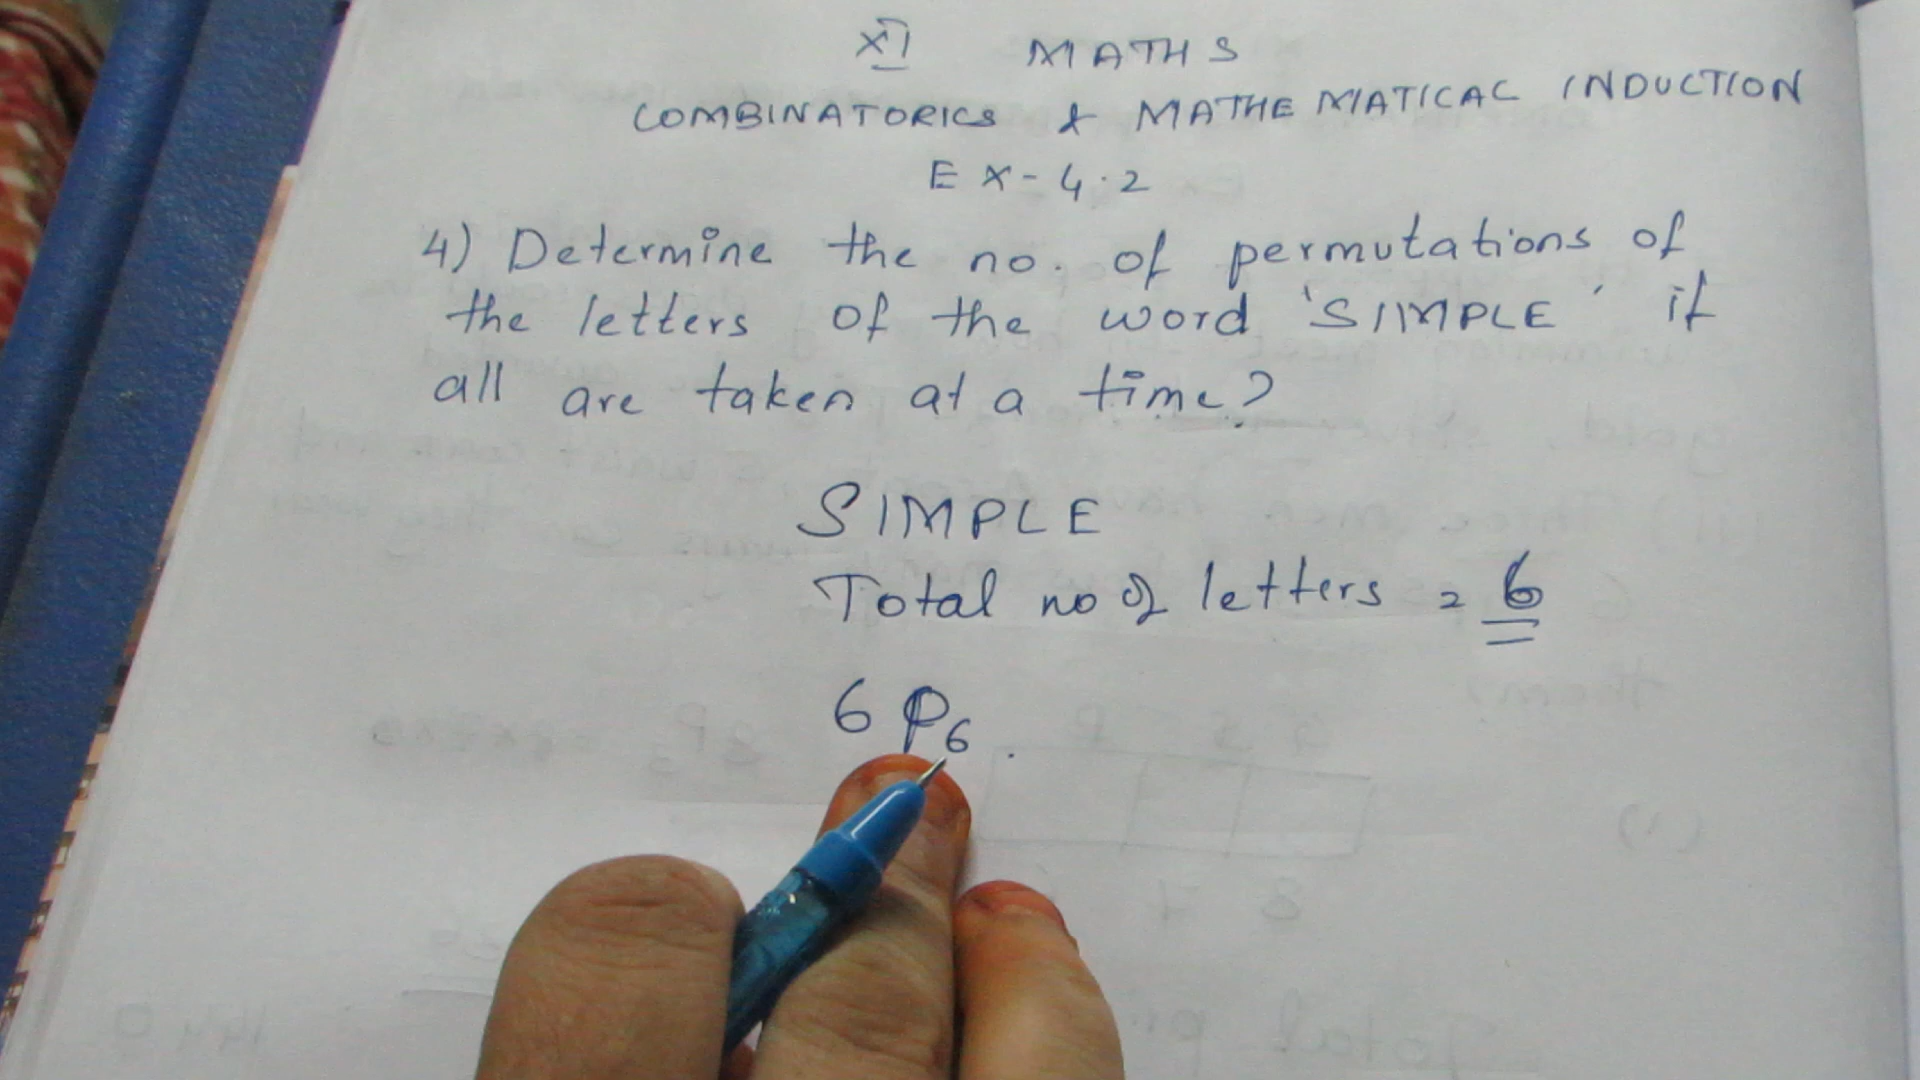 XI MATHS
COMBINATORICS & MATHEMATICAL INDUCTION
EX-4.2
4) Determine the no. of permutations of
the letters of the word 'SIMPLE' if
all are taken at a time?
SIMPLE
Total no of letters = 6
6P6.